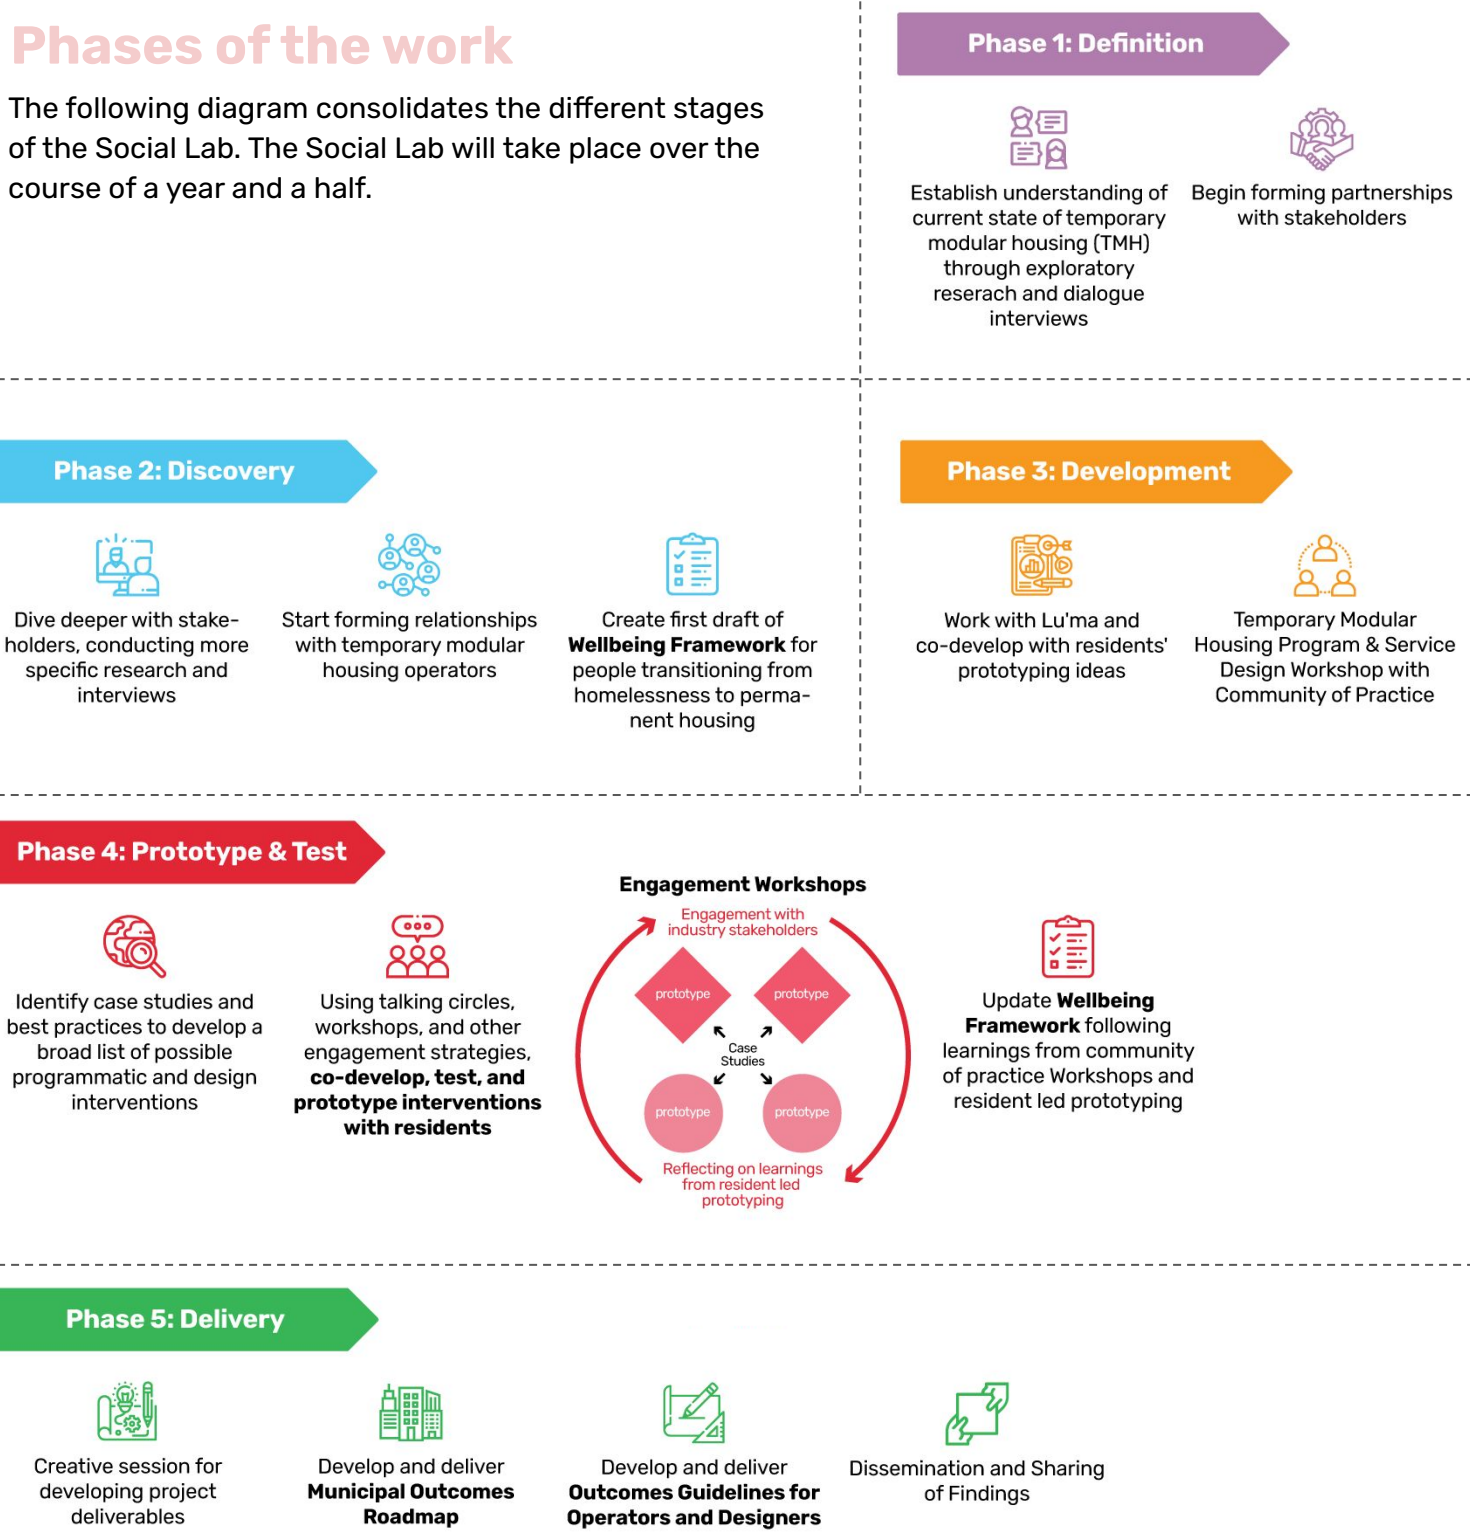 Phases of the work
The following diagram consolidates the different stages
of the Social Lab. The Social Lab will take place over the
course of a year and a half.
Phase 1: Definition
Establish understanding of
current state of temporary
modular housing (TMH)
through exploratory
reserach and dialogue
interviews
Begin forming partnerships
with stakeholders
Phase 2: Discovery
Dive deeper with stake-
holders, conducting more
specific research and
interviews
Start forming relationships
with temporary modular
housing operators
Create first draft of
Wellbeing Framework for
people transitioning from
homelessness to perma-
nent housing
Phase 3: Development
Work with Lu'ma and
co-develop with residents'
prototyping ideas
Temporary Modular
Housing Program & Service
Design Workshop with
Community of Practice
Phase 4: Prototype & Test
Identify case studies and
best practices to develop a
broad list of possible
programmatic and design
interventions
Using talking circles,
workshops, and other
engagement strategies,
co-develop, test, and
prototype interventions
with residents
Engagement Workshops
Engagement with
industry stakeholders
prototype
prototype
Case
Studies
prototype
prototype
Reflecting on learnings
from resident led
prototyping
Update Wellbeing
Framework following
learnings from community
of practice Workshops and
resident led prototyping
Phase 5: Delivery
Creative session for
developing project
deliverables
Develop and deliver
Municipal Outcomes
Roadmap
Develop and deliver
Outcomes Guidelines for
Operators and Designers
Dissemination and Sharing
of Findings